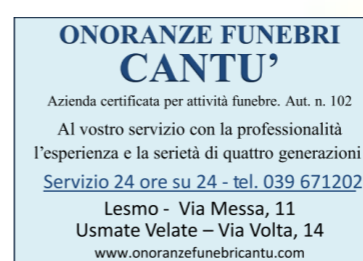 ONORANZE FUNEBRI
CANTU’
Azienda certificata per attività funebre. Aut. n. 102
Al vostro servizio con la professionalità
l’esperienza e la serietà di quattro generazioni
Servizio 24 ore su 24 - tel. 039 671202
Lesmo - Via Messa, 11
Usmate Velate – Via Volta, 14
www.onoranzefunebricantu.com